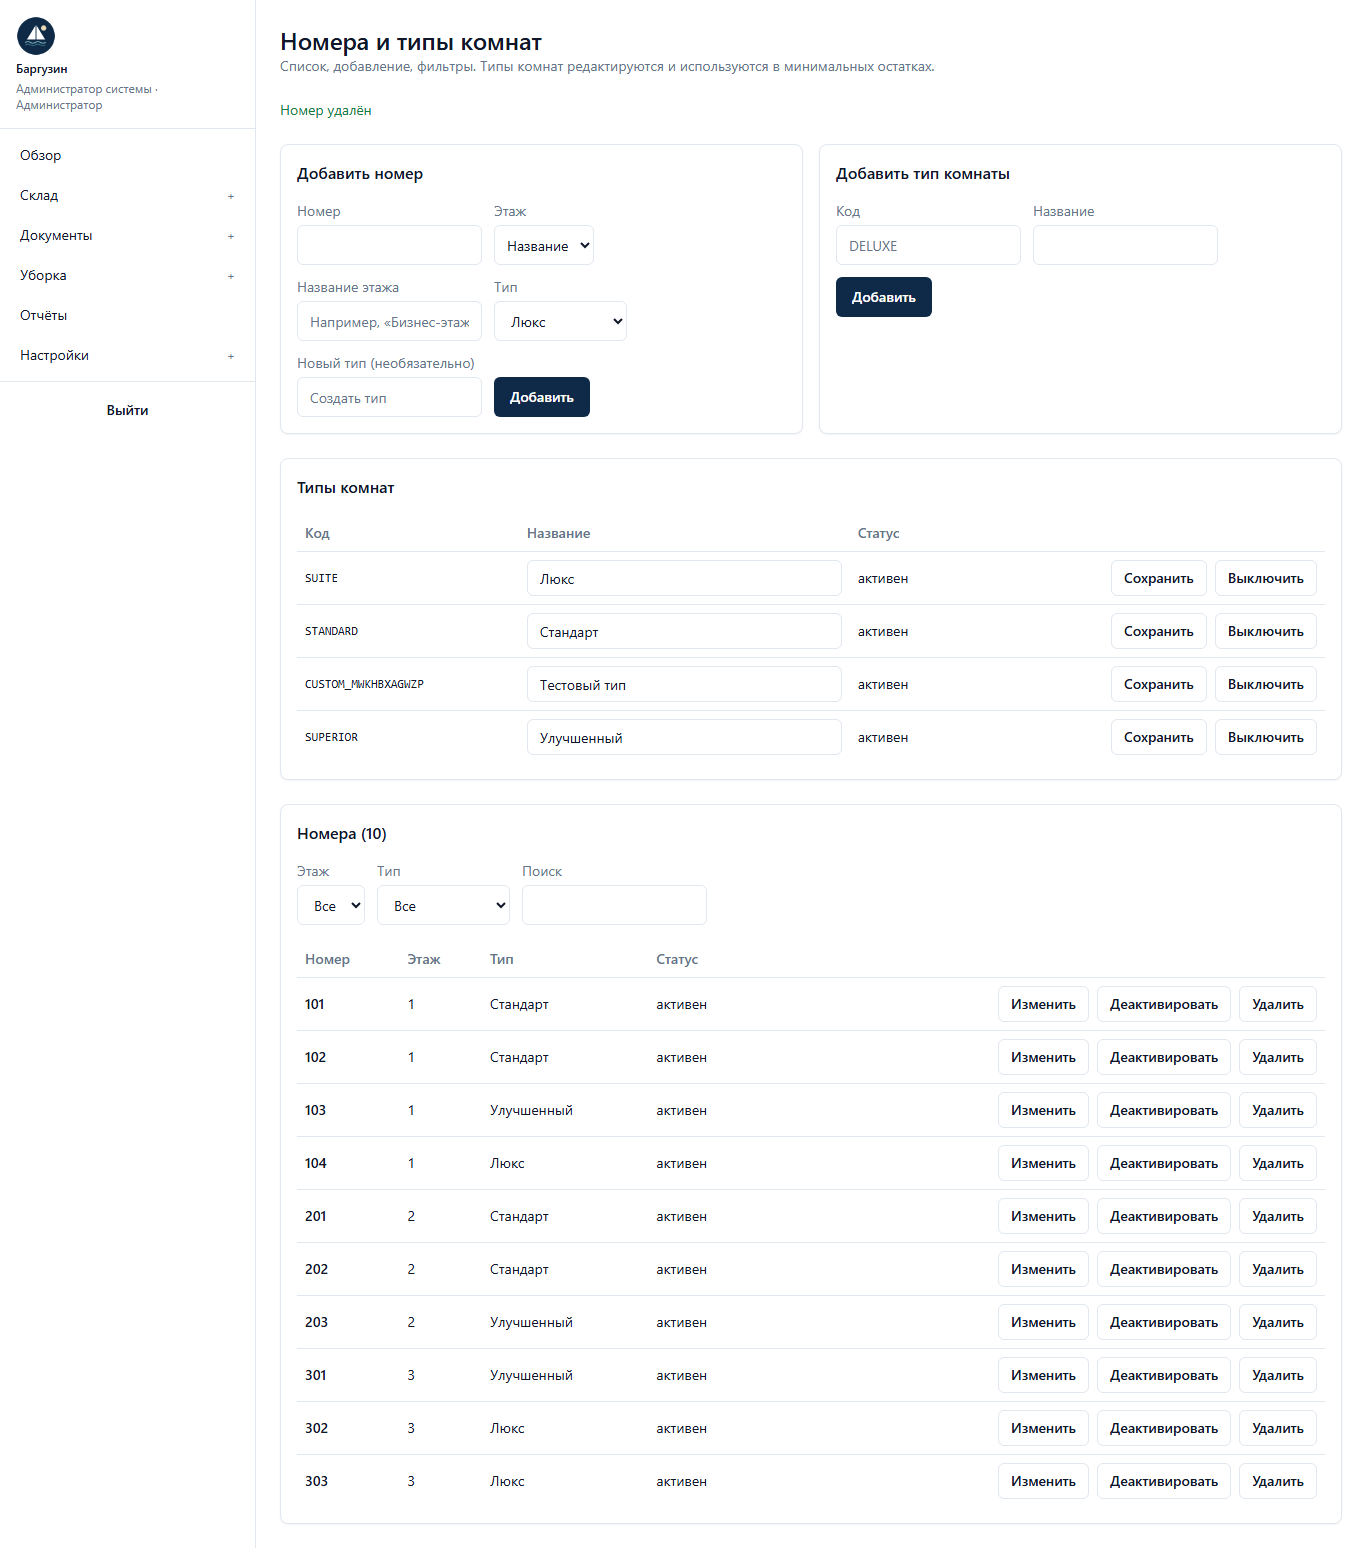 Баргузин
Администратор системы ·
Администратор
Обзор
Склад +
Документы +
Уборка +
Отчёты
Настройки +
Выйти
Номера и типы комнат
Список, добавление, фильтры. Типы комнат редактируются и используются в минимальных остатках.
Номер удалён
Добавить номер
Номер Этаж
Название
Название этажа Тип
Например, «Бизнес-этаж Люкс
Новый тип (необязательно)
Создать тип Добавить
Добавить тип комнаты
Код Название
DELUXE
Добавить
Типы комнат
Код Название Статус
SUITE Люкс активен Сохранить Выключить
STANDARD Стандарт активен Сохранить Выключить
CUSTOM_MWKHBXAGWZP Тестовый тип активен Сохранить Выключить
SUPERIOR Улучшенный активен Сохранить Выключить
Номера (10)
Этаж Тип Поиск
Все Все
Номер Этаж Тип Статус
101 1 Стандарт активен Изменить Деактивировать Удалить
102 1 Стандарт активен Изменить Деактивировать Удалить
103 1 Улучшенный активен Изменить Деактивировать Удалить
104 1 Люкс активен Изменить Деактивировать Удалить
201 2 Стандарт активен Изменить Деактивировать Удалить
202 2 Стандарт активен Изменить Деактивировать Удалить
203 2 Улучшенный активен Изменить Деактивировать Удалить
301 3 Улучшенный активен Изменить Деактивировать Удалить
302 3 Люкс активен Изменить Деактивировать Удалить
303 3 Люкс активен Изменить Деактивировать Удалить